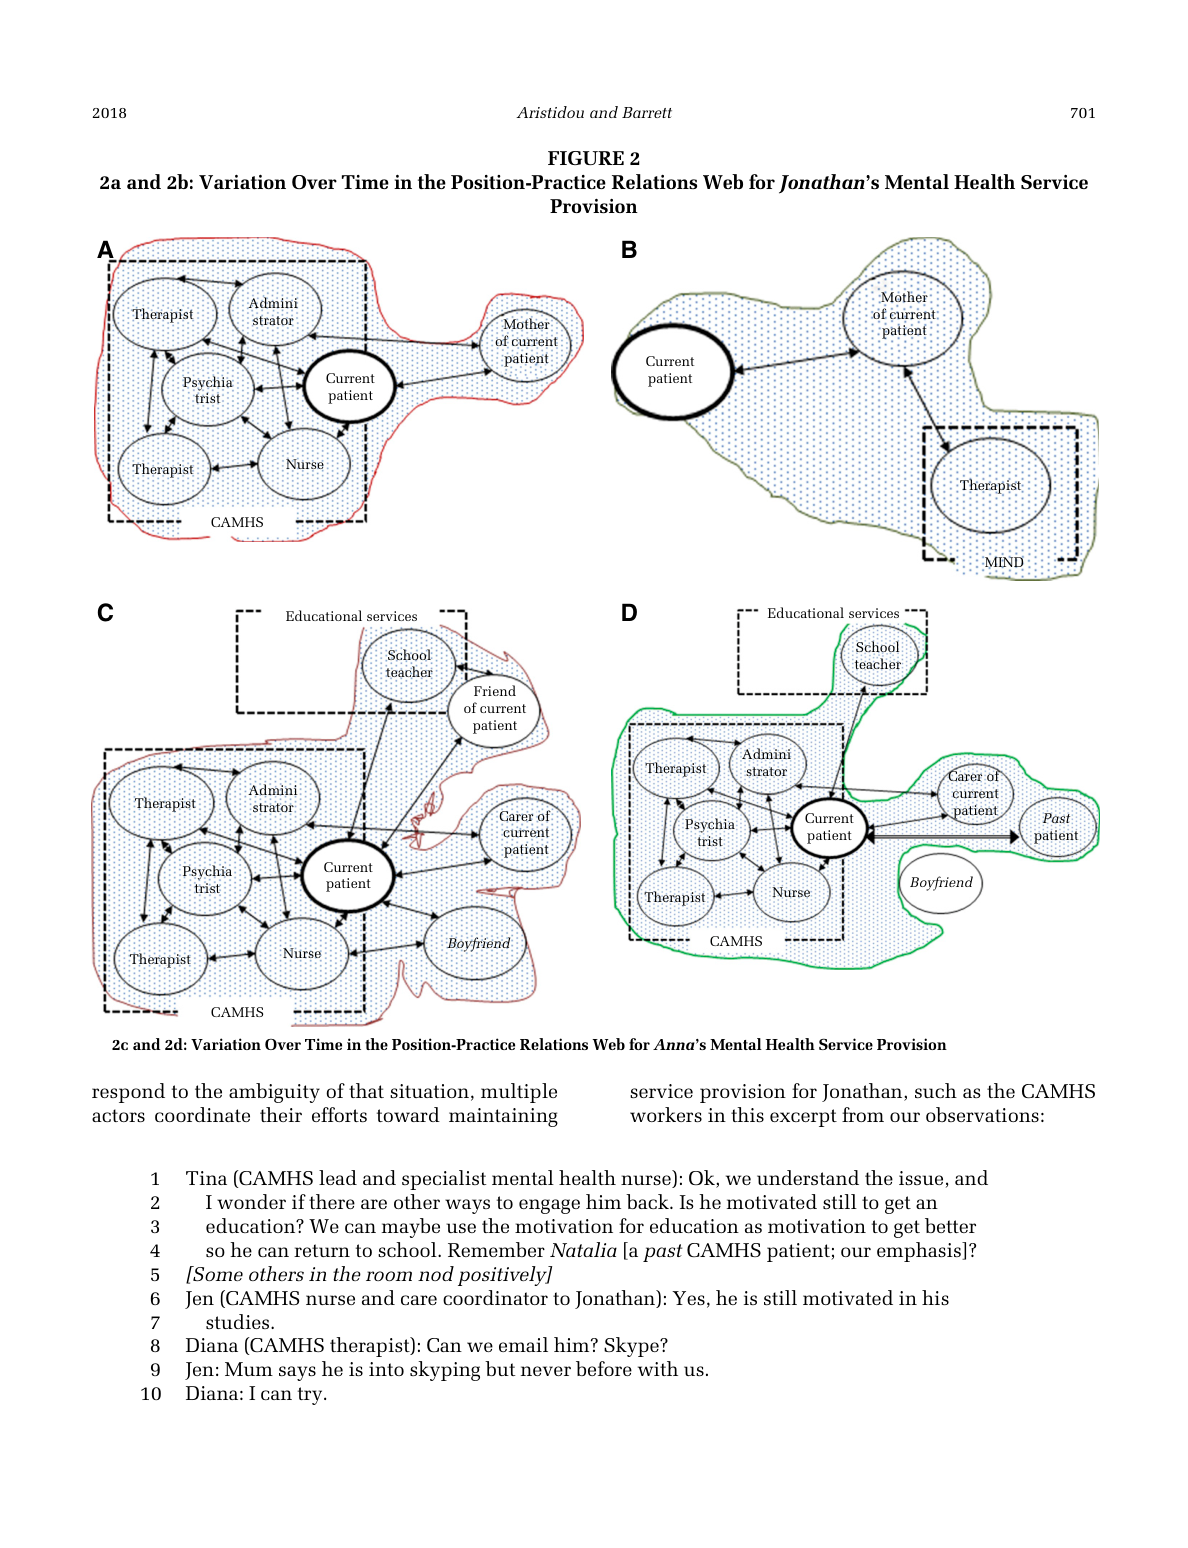 2018
Aristidou and Barrett
701
FIGURE 2
2a and 2b: Variation Over Time in the Position-Practice Relations Web for Jonathan's Mental Health Service
Provision
A
Therapist
Admini
strator
Psychia
trist
Current
patient
Mother
of current
patient
Therapist
Nurse
CAMHS
B
Current
patient
Mother
of current
patient
Therapist
MIND
C
Educational services
School
teacher
Friend
of current
patient
Therapist
Admini
strator
Psychia
trist
Current
patient
Carer of
current
patient
Therapist
Nurse
Boyfriend
CAMHS
D
Educational services
School
teacher
Therapist
Admini
strator
Psychia
trist
Current
patient
Carer of
current
patient
Past
patient
Therapist
Nurse
Boyfriend
CAMHS
2c and 2d: Variation Over Time in the Position-Practice Relations Web for Anna's Mental Health Service Provision
respond to the ambiguity of that situation, multiple
actors coordinate their efforts toward maintaining
service provision for Jonathan, such as the CAMHS
workers in this excerpt from our observations:
1 Tina (CAMHS lead and specialist mental health nurse): Ok, we understand the issue, and
2 I wonder if there are other ways to engage him back. Is he motivated still to get an
3 education? We can maybe use the motivation for education as motivation to get better
4 so he can return to school. Remember Natalia [a past CAMHS patient; our emphasis]?
5 [Some others in the room nod positively]
6 Jen (CAMHS nurse and care coordinator to Jonathan): Yes, he is still motivated in his
7 studies.
8 Diana (CAMHS therapist): Can we email him? Skype?
9 Jen: Mum says he is into skyping but never before with us.
10 Diana: I can try.